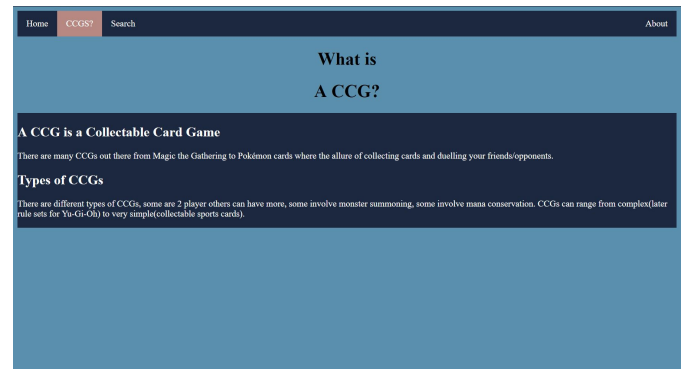 Home CCGS? Search About
What is
A CCG?
A CCG is a Collectable Card Game
There are many CCGs out there from Magic the Gathering to Pokémon cards where the allure of collecting cards and duelling your friends/opponents.
Types of CCGs
There are different types of CCGs, some are 2 player others can have more, some involve monster summoning, some involve mana conservation. CCGs can range from complex(later
rule sets for Yu-Gi-Oh) to very simple(collectable sports cards).